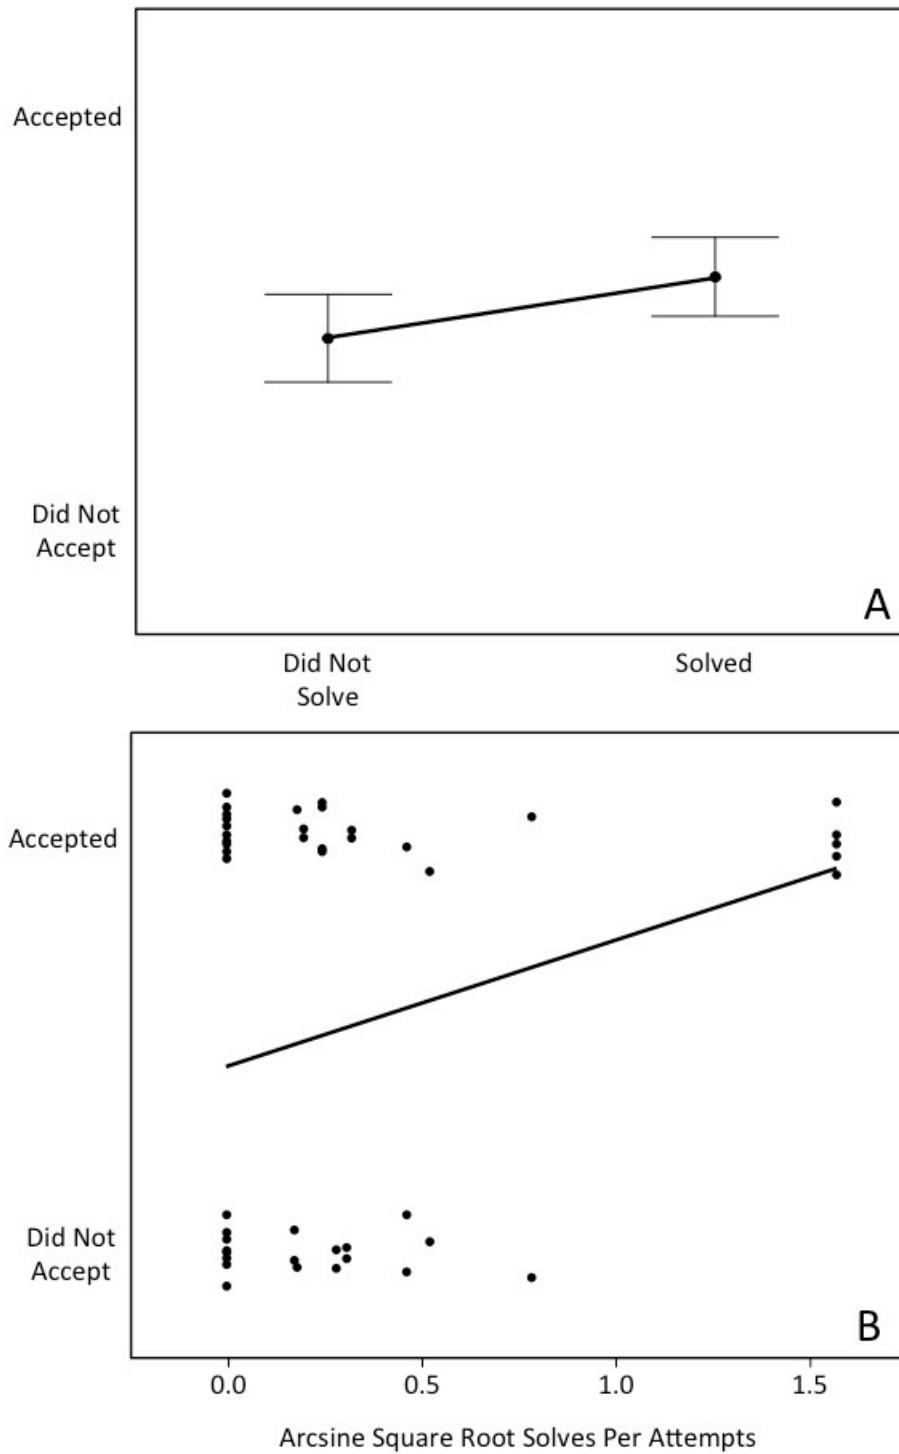 Accepted
Did Not
Accept
A
Did Not
Solve
Solved
Accepted
Did Not
Accept
B
0.0
0.5
1.0
1.5
Arcsine Square Root Solves Per Attempts